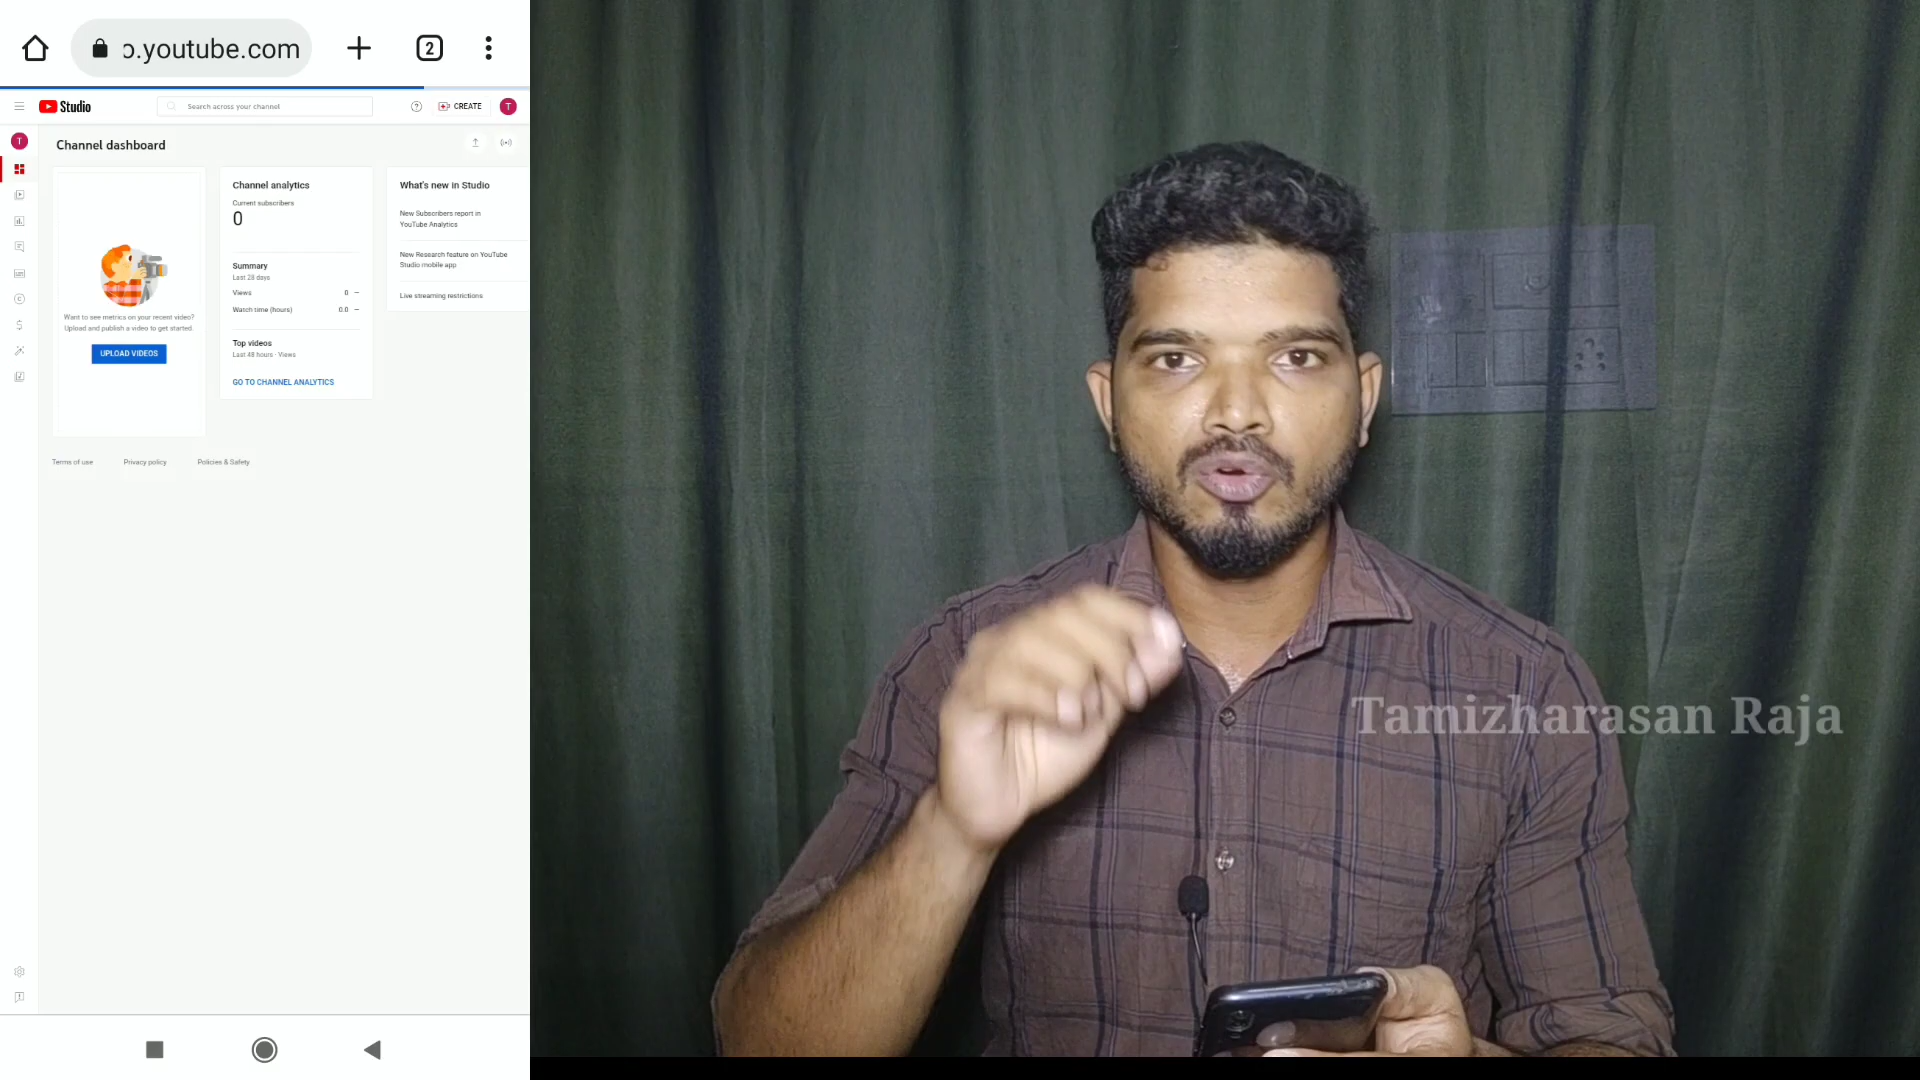 o.youtube.com
2
Studio
Search across your channel
CREATE
T
T
Channel dashboard
Want to see metrics on your recent video?
Upload and publish a video to get started.
UPLOAD VIDEOS
Channel analytics
Current subscribers
0
Summary
Last 28 days
Views 0 —
Watch time (hours) 0.0 —
Top videos
Last 48 hours · Views
GO TO CHANNEL ANALYTICS
What's new in Studio
New Subscribers report in
YouTube Analytics
New Research feature on YouTube
Studio mobile app
Live streaming restrictions
Terms of use
Privacy policy
Policies & Safety
Tamizharasan Raja